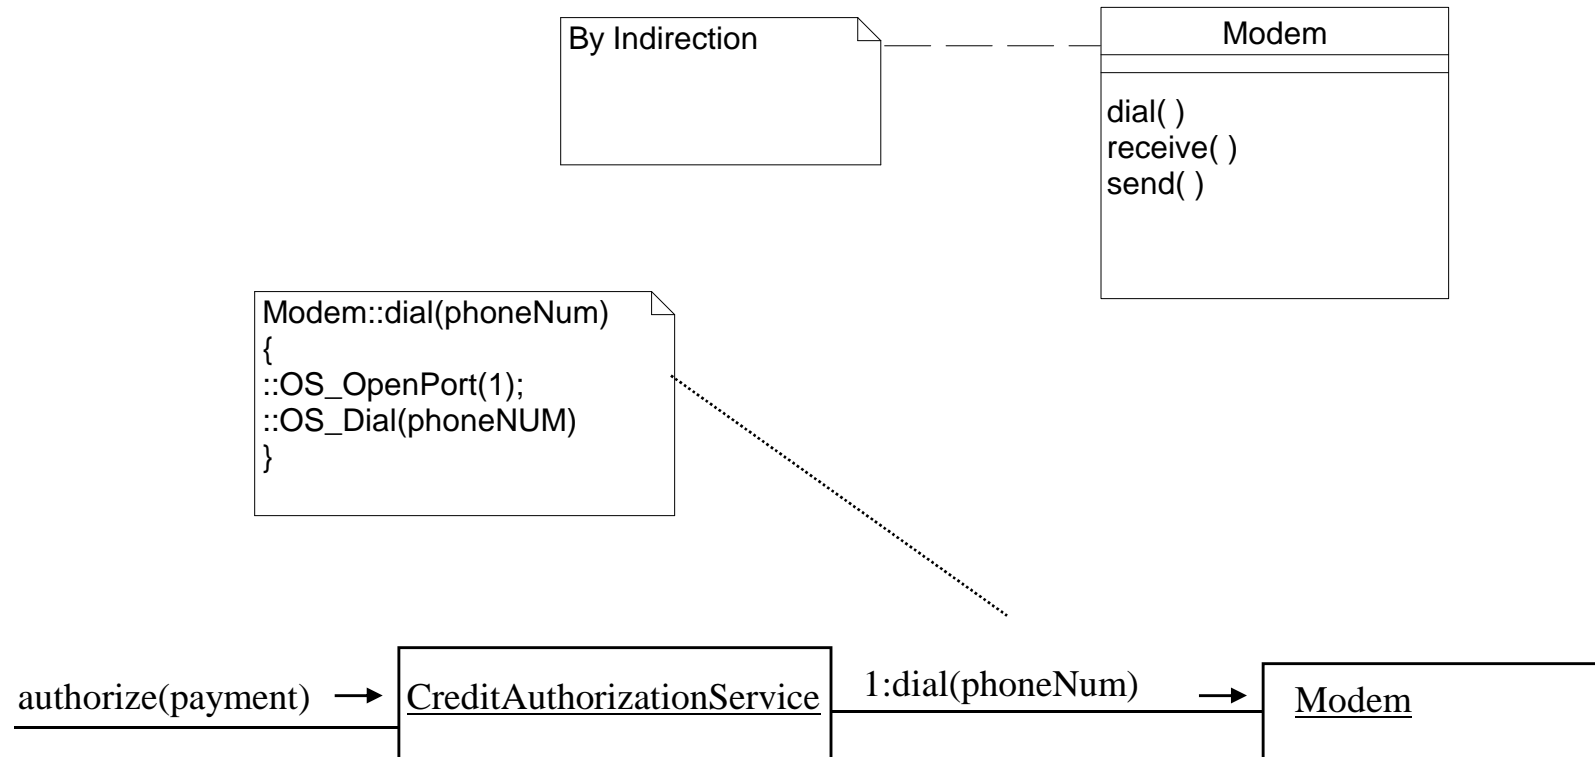 By Indirection
Modem
dial( )
receive( )
send( )
Modem::dial(phoneNum)
{
::OS_OpenPort(1);
::OS_Dial(phoneNUM)
}
authorize(payment)
CreditAuthorizationService
1:dial(phoneNum)
Modem